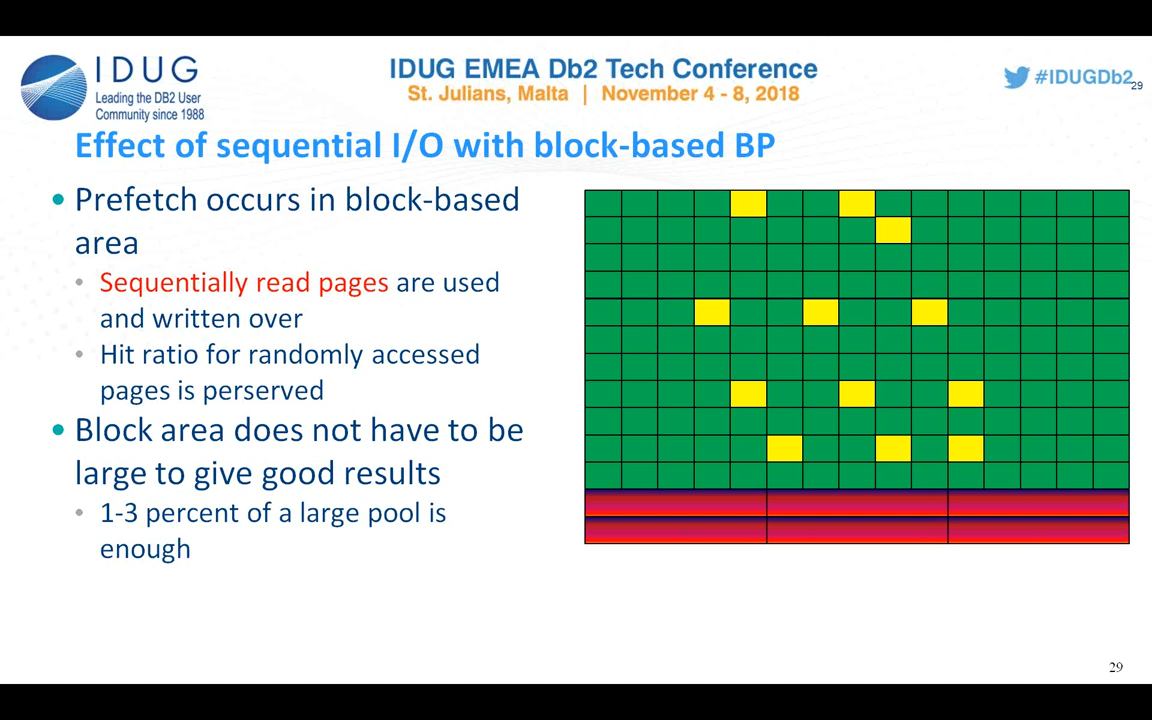 IDUG
Leading the DB2 User
Community since 1988
IDUG EMEA Db2 Tech Conference
St. Julians, Malta | November 4 - 8, 2018
#IDUGDb2
29
Effect of sequential I/O with block-based BP
• Prefetch occurs in block-based
area
• Sequentially read pages are used
and written over
• Hit ratio for randomly accessed
pages is perserved
• Block area does not have to be
large to give good results
• 1-3 percent of a large pool is
enough
29